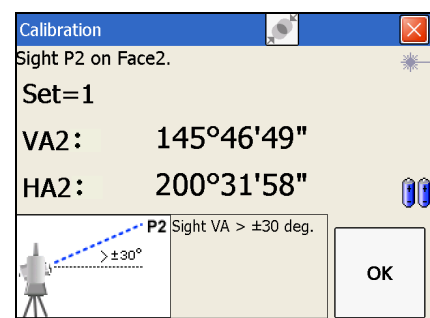 Calibration
Sight P2 on Face2.
Set=1
VA2: 145°46'49"
HA2: 200°31'58"
P2
>±30°
Sight VA > ±30 deg.
OK